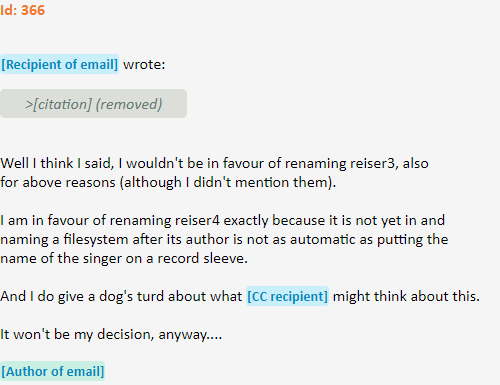 Id: 366
[Recipient of email] wrote:
>[citation] (removed)
Well I think I said, I wouldn't be in favour of renaming reiser3, also
for above reasons (although I didn't mention them).
I am in favour of renaming reiser4 exactly because it is not yet in and
naming a filesystem after its author is not as automatic as putting the
name of the singer on a record sleeve.
And I do give a dog's turd about what [CC recipient] might think about this.
It won't be my decision, anyway....
[Author of email]